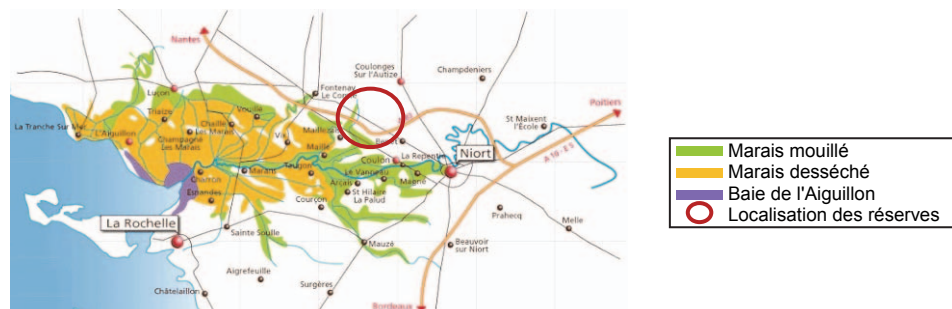 Nantes
Coulonges
Sur l'Autize
Champdeniers
Fontenay
Le Comte
Poitiers
Luçon
Triaize
Vouillé
Chaillé
Les Marais
La Tranche Sur Mer
L'Aiguillon
Champagné
Les Marais
Vix
Maillezais
Maillé
St Maixent
l'École
Niort
A 10 - E 5
Coulon
La Repentie
Le Vanneau
Magné
Arçais
St Hilaire
La Palud
Charron
Marans
Taugon
Esnandes
Courçon
La Rochelle
Sainte Soulle
Mauzé
Prahecq
Melle
Beauvoir
sur Niort
Aigrefeuille
Surgères
Châtelaillon
Bordeaux
Marais mouillé
Marais desséché
Baie de l'Aiguillon
Localisation des réserves